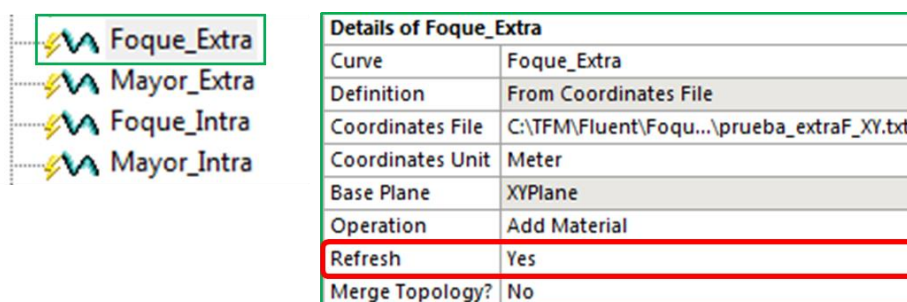 Foque_Extra
Mayor_Extra
Foque_Intra
Mayor_Intra
Details of Foque_Extra
Curve Foque_Extra
Definition From Coordinates File
Coordinates File C:\TFM\Fluent\Foqu...\prueba_extraF_XY.txt
Coordinates Unit Meter
Base Plane XYPlane
Operation Add Material
Refresh Yes
Merge Topology? No